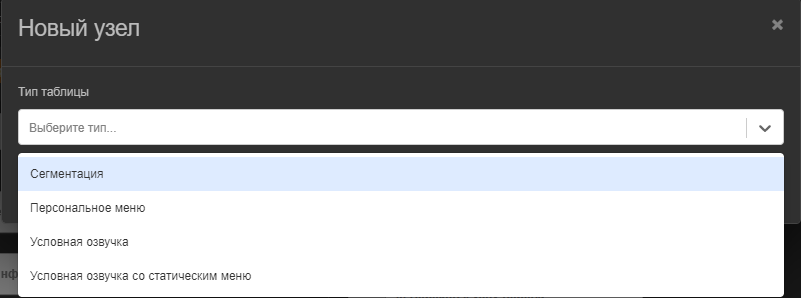 Новый узел
×
Тип таблицы
Выберите тип...
Сегментация
Персональное меню
Условная озвучка
Условная озвучка со статическим меню